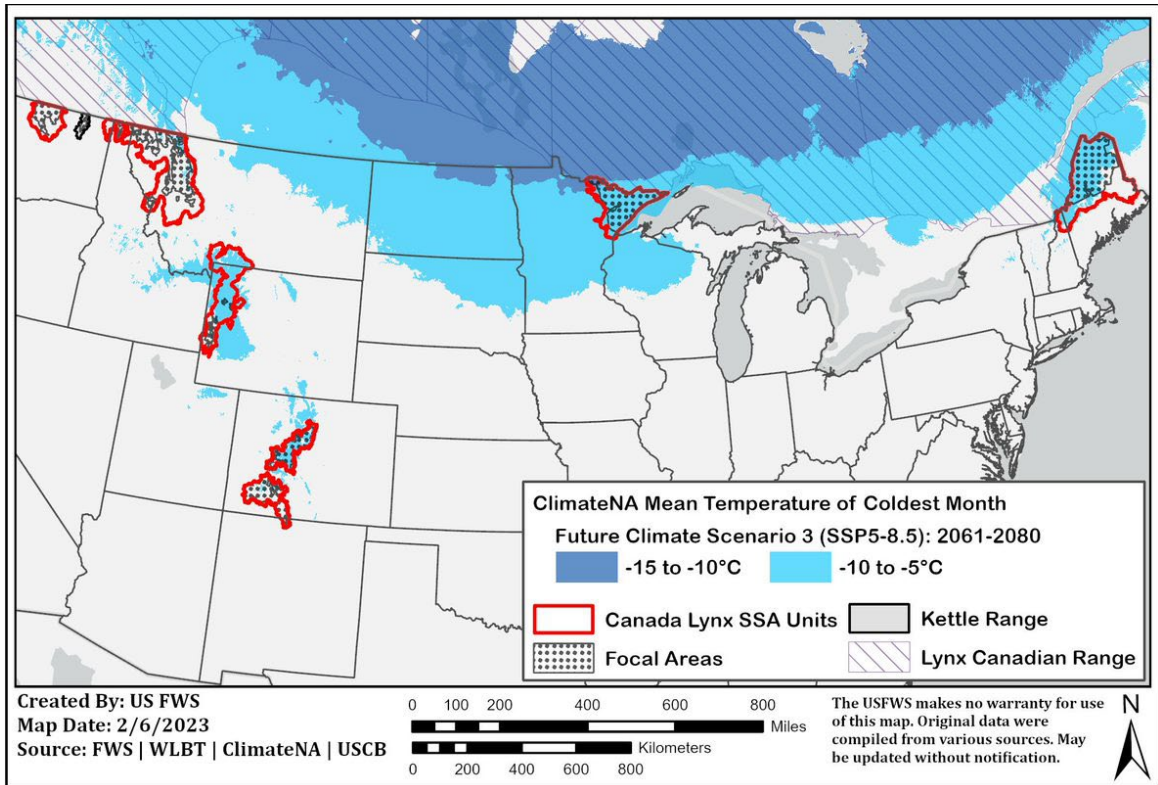 ClimateNA Mean Temperature of Coldest Month
Future Climate Scenario 3 (SSP5-8.5): 2061-2080
-15 to -10°C -10 to -5°C
Canada Lynx SSA Units Kettle Range
Focal Areas Lynx Canadian Range
Created By: US FWS
Map Date: 2/6/2023
Source: FWS | WLBT | ClimateNA | USCB
0 100 200 400 600 800
Miles
Kilometers
0 200 400 600 800
The USFWS makes no warranty for use
of this map. Original data were
compiled from various sources. May
be updated without notification.
N